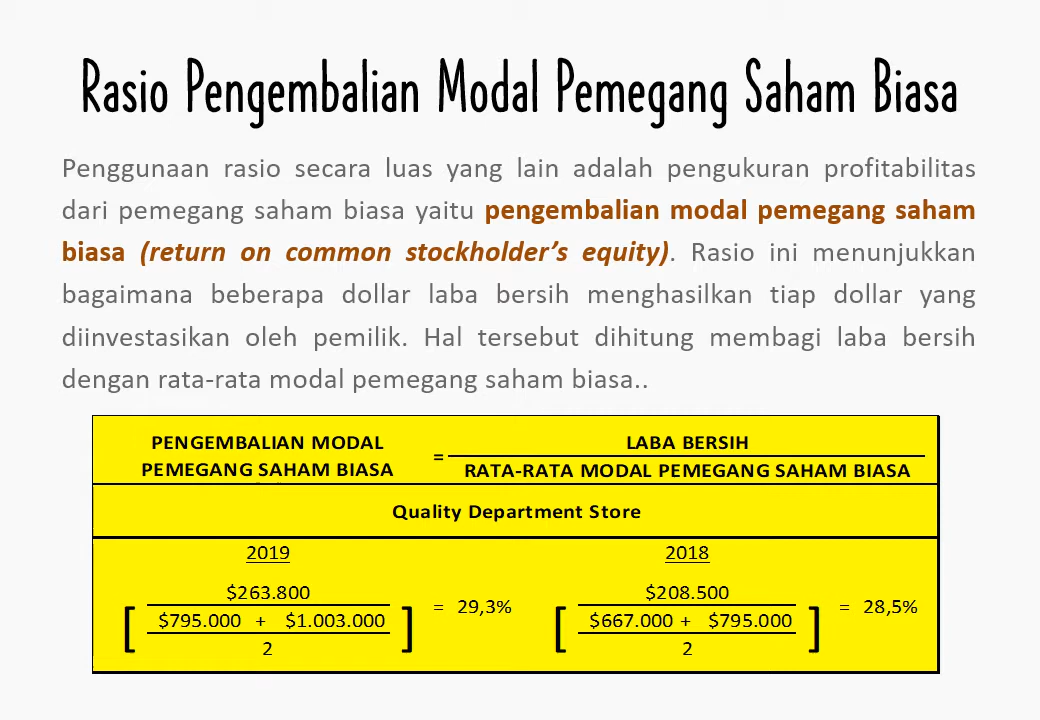 Rasio Pengembalian Modal Pemegang Saham Biasa
Penggunaan rasio secara luas yang lain adalah pengukuran profitabilitas
dari pemegang saham biasa yaitu pengembalian modal pemegang saham
biasa (return on common stockholder's equity). Rasio ini menunjukkan
bagaimana beberapa dollar laba bersih menghasilkan tiap dollar yang
diinvestasikan oleh pemilik. Hal tersebut dihitung membagi laba bersih
dengan rata-rata modal pemegang saham biasa..
PENGEMBALIAN MODAL
PEMEGANG SAHAM BIASA
=
LABA BERSIH
RATA-RATA MODAL PEMEGANG SAHAM BIASA
Quality Department Store
2019
$263.800
[ $795.000 + $1.003.000 ]
2
= 29,3%
2018
$208.500
[ $667.000 + $795.000 ]
2
= 28,5%